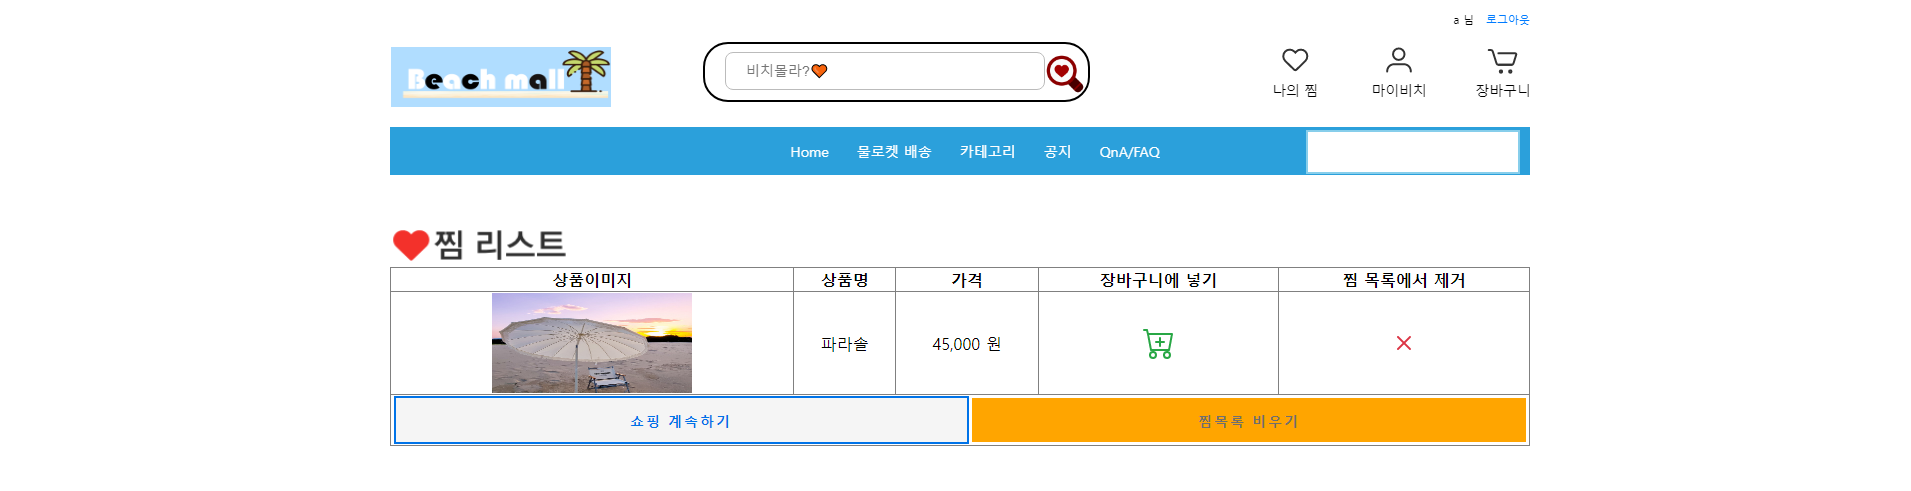 a 님 로그아웃
Beach mall
비치몰라?🧡
나의 찜 마이비치 장바구니
Home 물로켓 배송 카테고리 공지 QnA/FAQ
찜 리스트
상품이미지 상품명 가격 장바구니에 넣기 찜 목록에서 제거
파라솔 45,000 원
쇼핑 계속하기 찜목록 비우기